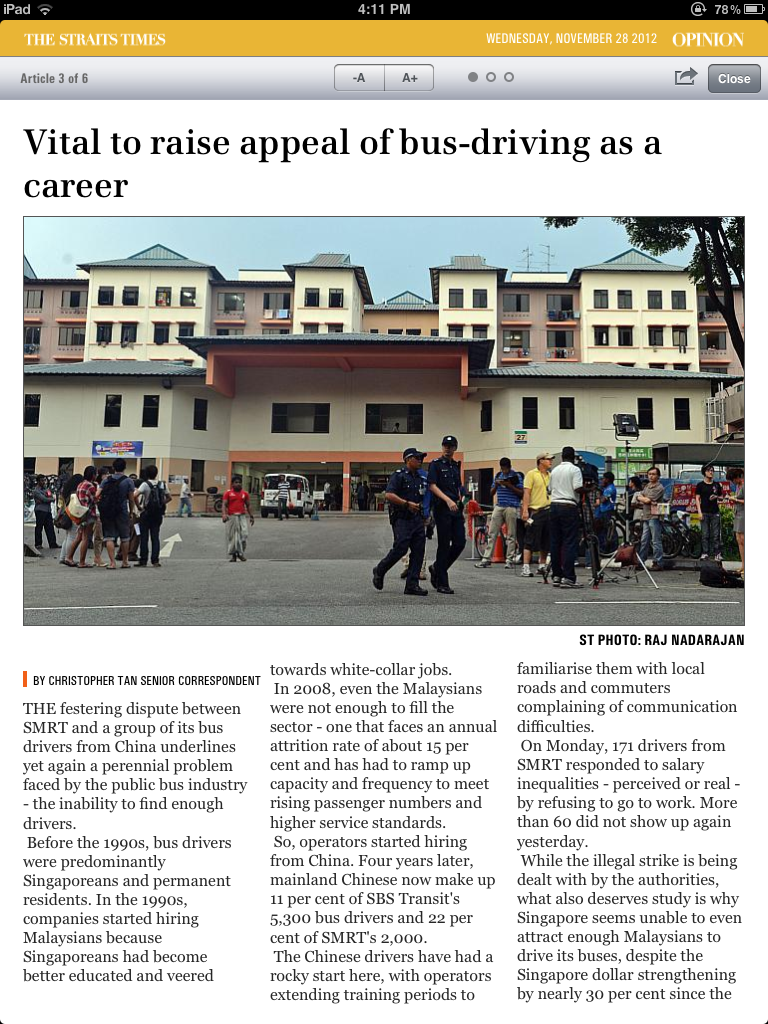 iPad
4:11 PM
78%
THE STRAITS TIMES
WEDNESDAY, NOVEMBER 28 2012
OPINION
Article 3 of 6
-A
A+
Close
Vital to raise appeal of bus-driving as a
career
27
ST PHOTO: RAJ NADARAJAN
BY CHRISTOPHER TAN SENIOR CORRESPONDENT
THE festering dispute between
SMRT and a group of its bus
drivers from China underlines
yet again a perennial problem
faced by the public bus industry
- the inability to find enough
drivers.
Before the 1990s, bus drivers
were predominantly
Singaporeans and permanent
residents. In the 1990s,
companies started hiring
Malaysians because
Singaporeans had become
better educated and veered
towards white-collar jobs.
In 2008, even the Malaysians
were not enough to fill the
sector - one that faces an annual
attrition rate of about 15 per
cent and has had to ramp up
capacity and frequency to meet
rising passenger numbers and
higher service standards.
So, operators started hiring
from China. Four years later,
mainland Chinese now make up
11 per cent of SBS Transit's
5,300 bus drivers and 22 per
cent of SMRT's 2,000.
The Chinese drivers have had a
rocky start here, with operators
extending training periods to
familiarise them with local
roads and commuters
complaining of communication
difficulties.
On Monday, 171 drivers from
SMRT responded to salary
inequalities - perceived or real -
by refusing to go to work. More
than 60 did not show up again
yesterday.
While the illegal strike is being
dealt with by the authorities,
what also deserves study is why
Singapore seems unable to even
attract enough Malaysians to
drive its buses, despite the
Singapore dollar strengthening
by nearly 30 per cent since the